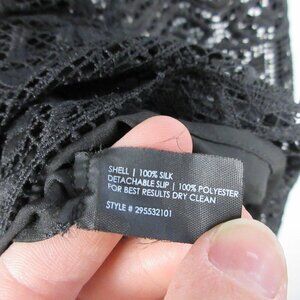 SHELL | 100% SILK
DETACHABLE SLIP | 100% POLYESTER
FOR BEST RESULTS DRY CLEAN
STYLE # 295532101